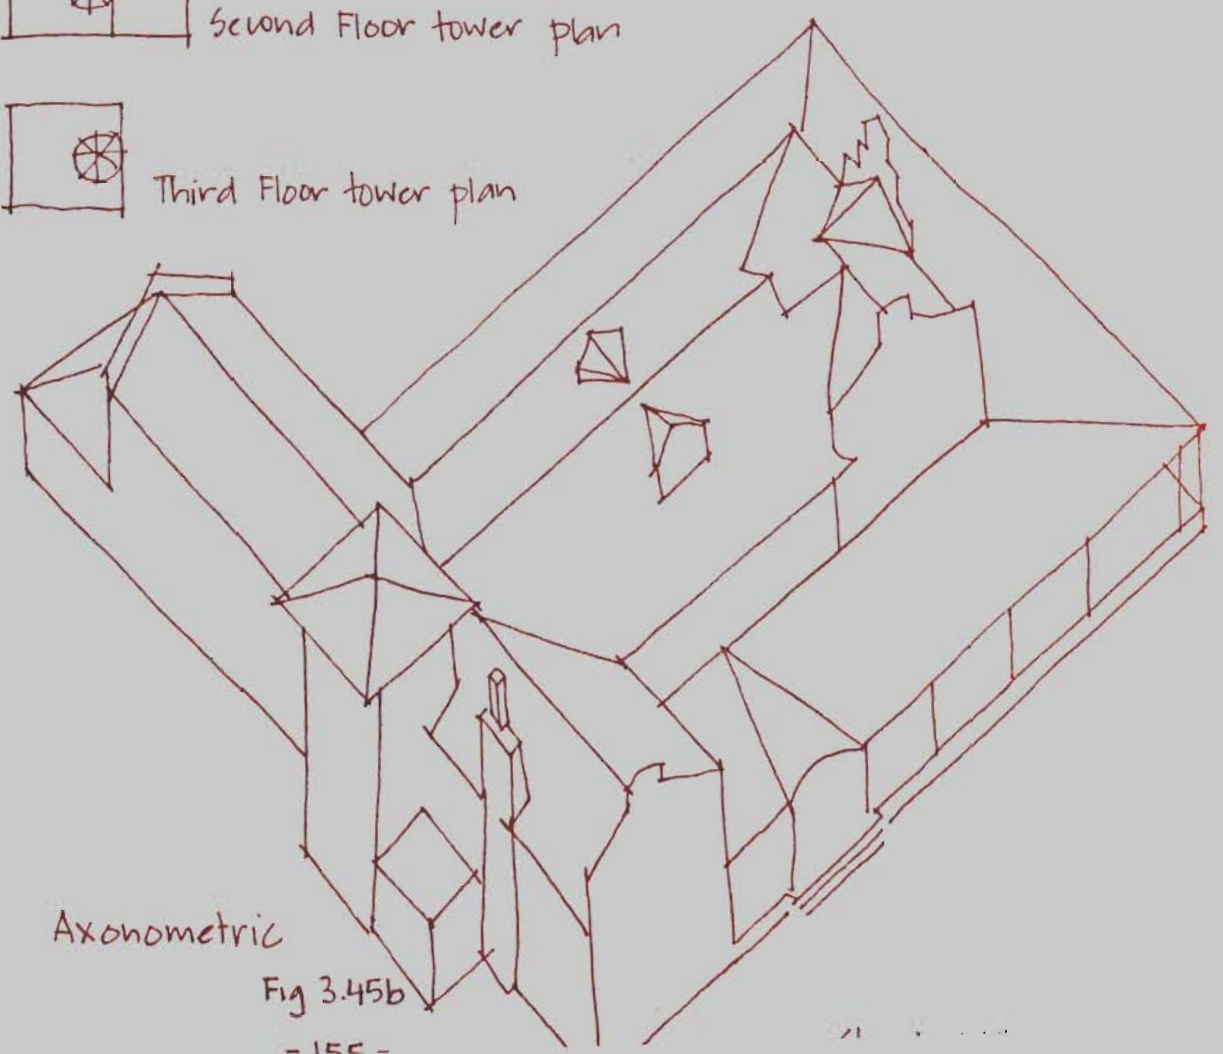 Second Floor tower plan
Third Floor tower plan
Axonometric
Fig 3.45b
- 155 -